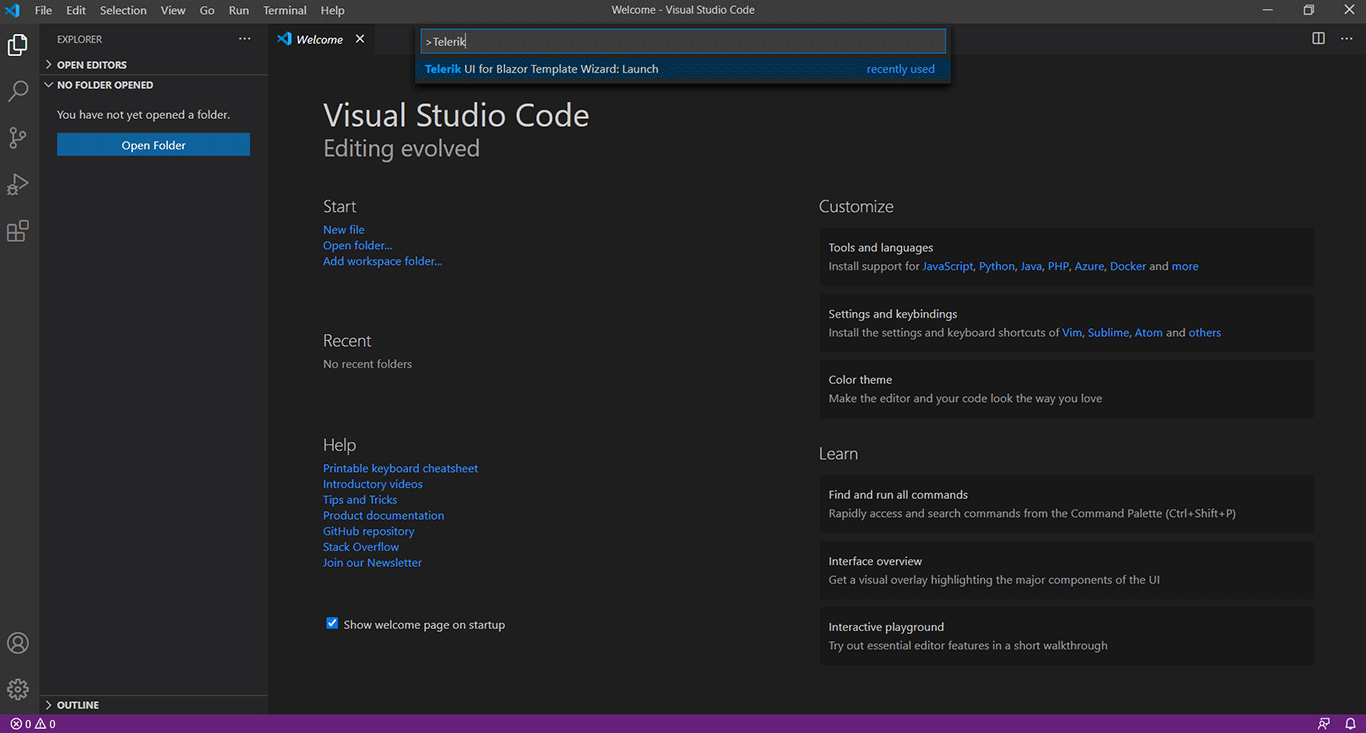 File Edit Selection View Go Run Terminal Help
Welcome - Visual Studio Code
EXPLORER
Welcome
>Telerik
OPEN EDITORS
Telerik UI for Blazor Template Wizard: Launch recently used
NO FOLDER OPENED
You have not yet opened a folder.
Open Folder
Visual Studio Code
Editing evolved
Start
New file
Open folder...
Add workspace folder...
Recent
No recent folders
Help
Printable keyboard cheatsheet
Introductory videos
Tips and Tricks
Product documentation
GitHub repository
Stack Overflow
Join our Newsletter
Show welcome page on startup
Customize
Tools and languages
Install support for JavaScript, Python, Java, PHP, Azure, Docker and more
Settings and keybindings
Install the settings and keyboard shortcuts of Vim, Sublime, Atom and others
Color theme
Make the editor and your code look the way you love
Learn
Find and run all commands
Rapidly access and search commands from the Command Palette (Ctrl+Shift+P)
Interface overview
Get a visual overlay highlighting the major components of the UI
Interactive playground
Try out essential editor features in a short walkthrough
OUTLINE
0 0